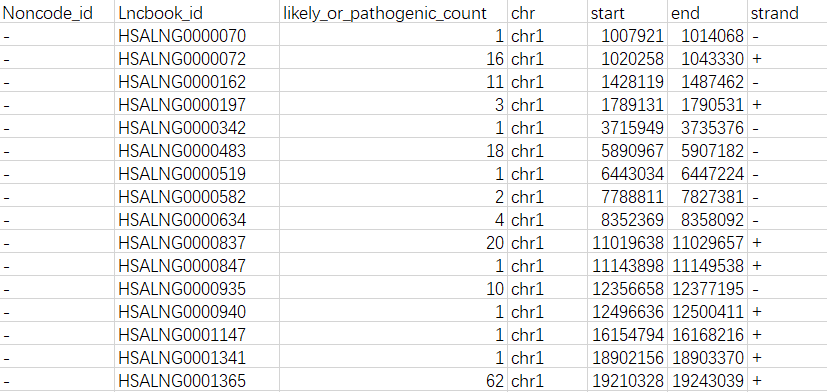 Noncode_id Lncbook_id likely_or_pathogenic_count chr start end strand
- HSALNG0000070 1 chr1 1007921 1014068 -
- HSALNG0000072 16 chr1 1020258 1043330 +
- HSALNG0000162 11 chr1 1428119 1487462 -
- HSALNG0000197 3 chr1 1789131 1790531 +
- HSALNG0000342 1 chr1 3715949 3735376 -
- HSALNG0000483 18 chr1 5890967 5907182 -
- HSALNG0000519 1 chr1 6443034 6447224 -
- HSALNG0000582 2 chr1 7788811 7827381 -
- HSALNG0000634 4 chr1 8352369 8358092 -
- HSALNG0000837 20 chr1 11019638 11029657 +
- HSALNG0000847 1 chr1 11143898 11149538 +
- HSALNG0000935 10 chr1 12356658 12377195 -
- HSALNG0000940 1 chr1 12496636 12500411 +
- HSALNG0001147 1 chr1 16154794 16168216 +
- HSALNG0001341 1 chr1 18902156 18903370 +
- HSALNG0001365 62 chr1 19210328 19243039 +